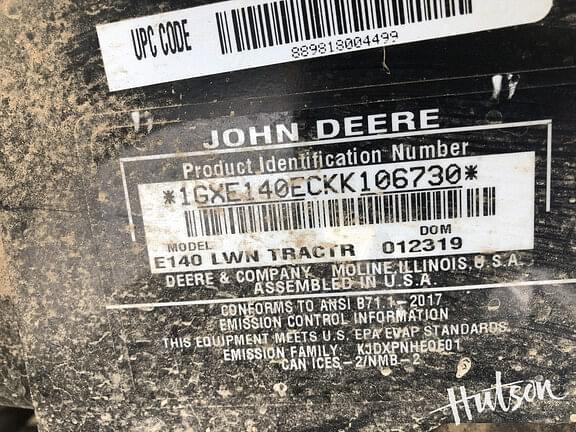 UPC CODE
889818004499
JOHN DEERE
Product Identification Number
*1GXE140ECKK106730*
MODEL DOM
E140 LWN TRACTR 012319
DEERE & COMPANY MOLINE, ILLINOIS, U.S.A.
ASSEMBLED IN U.S.A.
CONFORMS TO ANSI B71.1-2017
EMISSION CONTROL INFORMATION
THIS EQUIPMENT MEETS U.S. EPA EVAP STANDARDS
EMISSION FAMILY KJDXPNHEQE01
CAN ICES-2/NMB-2
Hutson